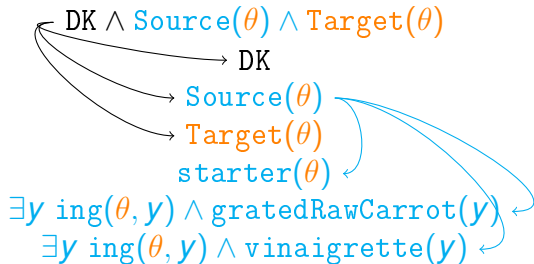 DK ∧ Source(θ) ∧ Target(θ)
DK
Source(θ)
Target(θ)
starter(θ)
∃y ing(θ, y) ∧ gratedRawCarrot(y)
∃y ing(θ, y) ∧ vinaigrette(y)